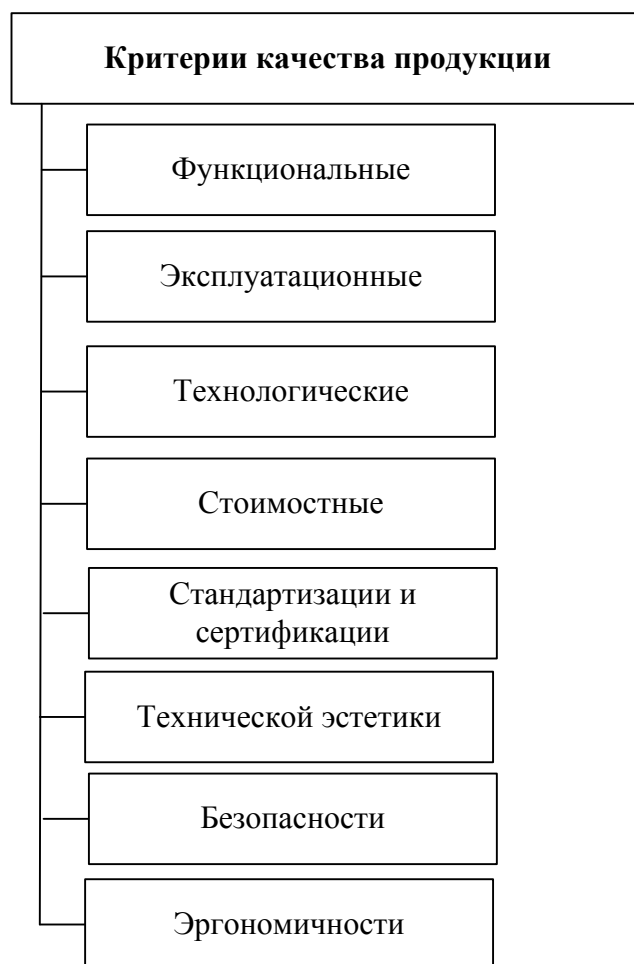 Критерии качества продукции
Функциональные
Эксплуатационные
Технологические
Стоимостные
Стандартизации и
сертификации
Технической эстетики
Безопасности
Эргономичности